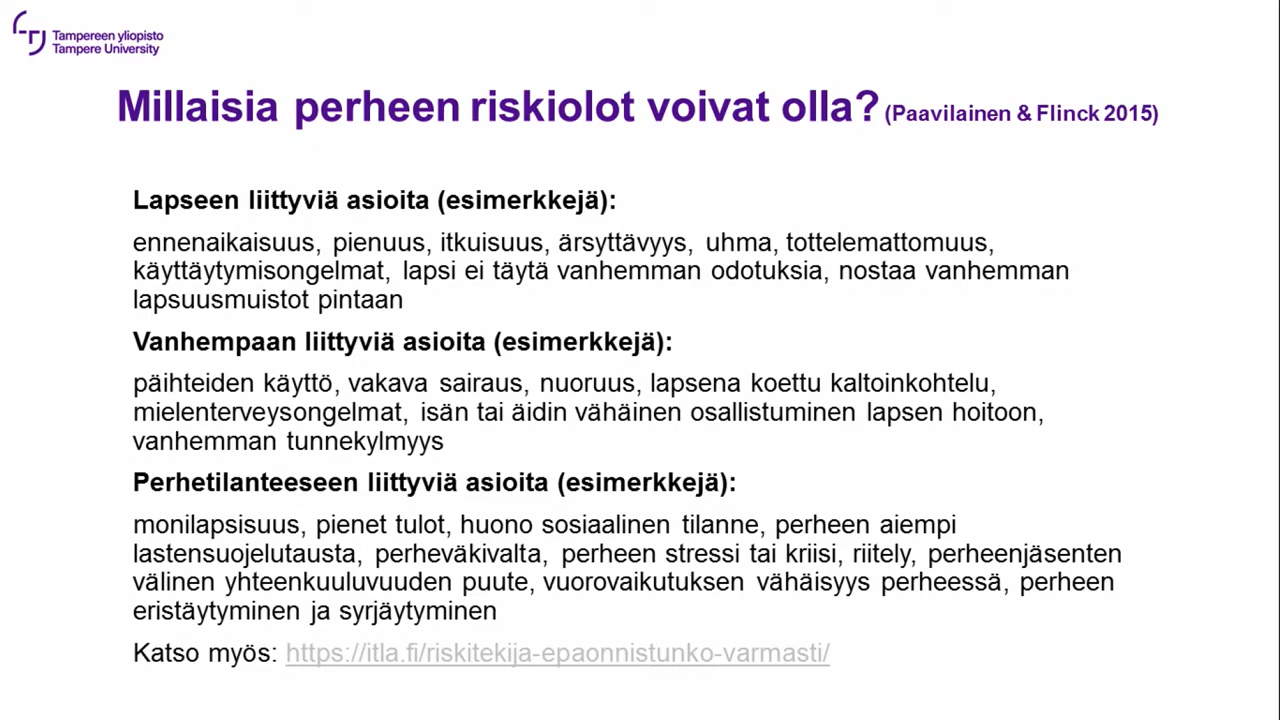 Tampereen yliopisto
Tampere University
Millaisia perheen riskiolot voivat olla? (Paavilainen & Flinck 2015)
Lapseen liittyviä asioita (esimerkkejä):
ennenaikaisuus, pienuus, itkuisuus, ärsyttävyys, uhma, tottelemattomuus,
käyttäytymisongelmat, lapsi ei täytä vanhemman odotuksia, nostaa vanhemman
lapsuusmuistot pintaan
Vanhempaan liittyviä asioita (esimerkkejä):
päihteiden käyttö, vakava sairaus, nuoruus, lapsena koettu kaltoinkohtelu,
mielenterveysongelmat, isän tai äidin vähäinen osallistuminen lapsen hoitoon,
vanhemman tunnekylmyys
Perhetilanteeseen liittyviä asioita (esimerkkejä):
monilapsisuus, pienet tulot, huono sosiaalinen tilanne, perheen aiempi
lastensuojelutausta, perheväkivalta, perheen stressi tai kriisi, riitely, perheenjäsenten
välinen yhteenkuuluvuuden puute, vuorovaikutuksen vähäisyys perheessä, perheen
eristäytyminen ja syrjäytyminen
Katso myös: https://itla.fi/riskitekija-epaonnistunko-varmasti/